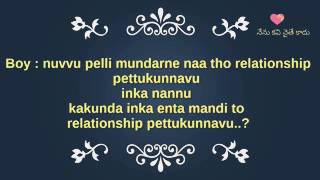 నేను కవి నైతే కాదు
Boy : nuvvu pelli mundarne naa tho relationship
pettukunnavu
inka nannu
kakunda inka enta mandi to
relationship pettukunnavu..?